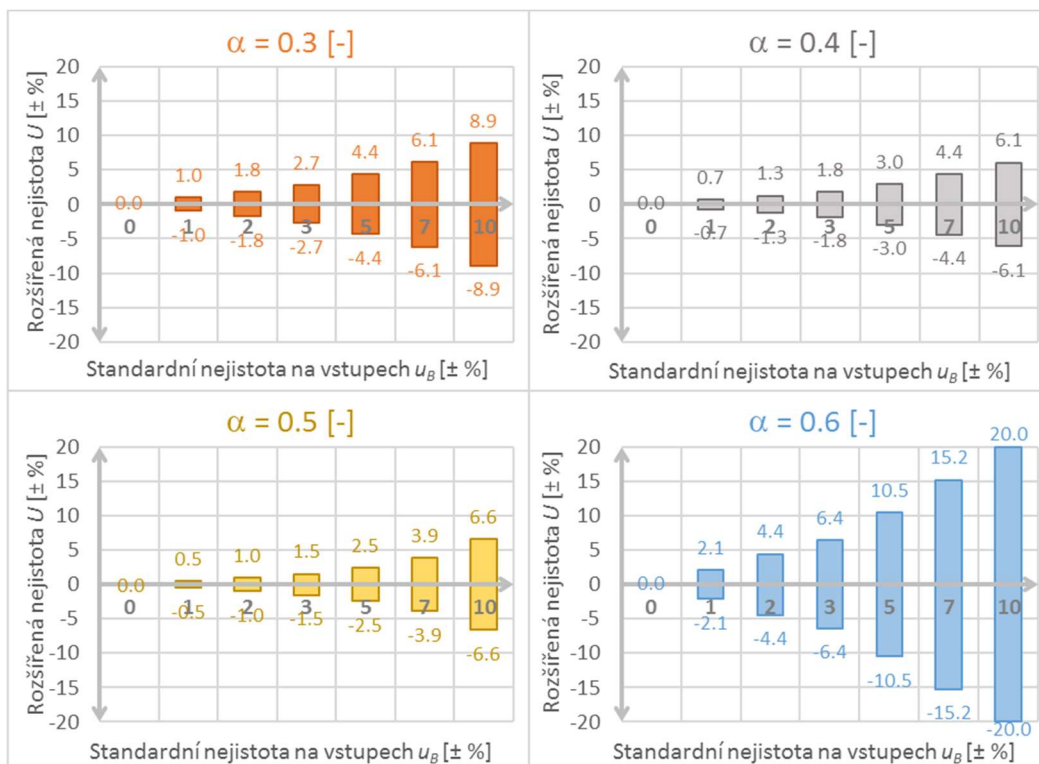 α = 0.3 [-]
Rozšířená nejistota U [± %]
20
15
10
5
0
-5
-10
-15
-20
0.0 1.0 1.8 2.7 4.4 6.1 8.9
0 1 2 3 5 7 10
-1.0 -1.8 -2.7 -4.4 -6.1 -8.9
Standardní nejistota na vstupech uB [± %]
α = 0.4 [-]
Rozšířená nejistota U [± %]
20
15
10
5
0
-5
-10
-15
-20
0.0 0.7 1.3 1.8 3.0 4.4 6.1
0 1 2 3 5 7 10
-0.7 -1.3 -1.8 -3.0 -4.4 -6.1
Standardní nejistota na vstupech uB [± %]
α = 0.5 [-]
Rozšířená nejistota U [± %]
20
15
10
5
0
-5
-10
-15
-20
0.0 0.5 1.0 1.5 2.5 3.9 6.6
0 1 2 3 5 7 10
-0.5 -1.0 -1.5 -2.5 -3.9 -6.6
Standardní nejistota na vstupech uB [± %]
α = 0.6 [-]
Rozšířená nejistota U [± %]
20
15
10
5
0
-5
-10
-15
-20
0.0 2.1 4.4 6.4 10.5 15.2 20.0
0 1 2 3 5 7 10
-2.1 -4.4 -6.4 -10.5 -15.2 -20.0
Standardní nejistota na vstupech uB [± %]